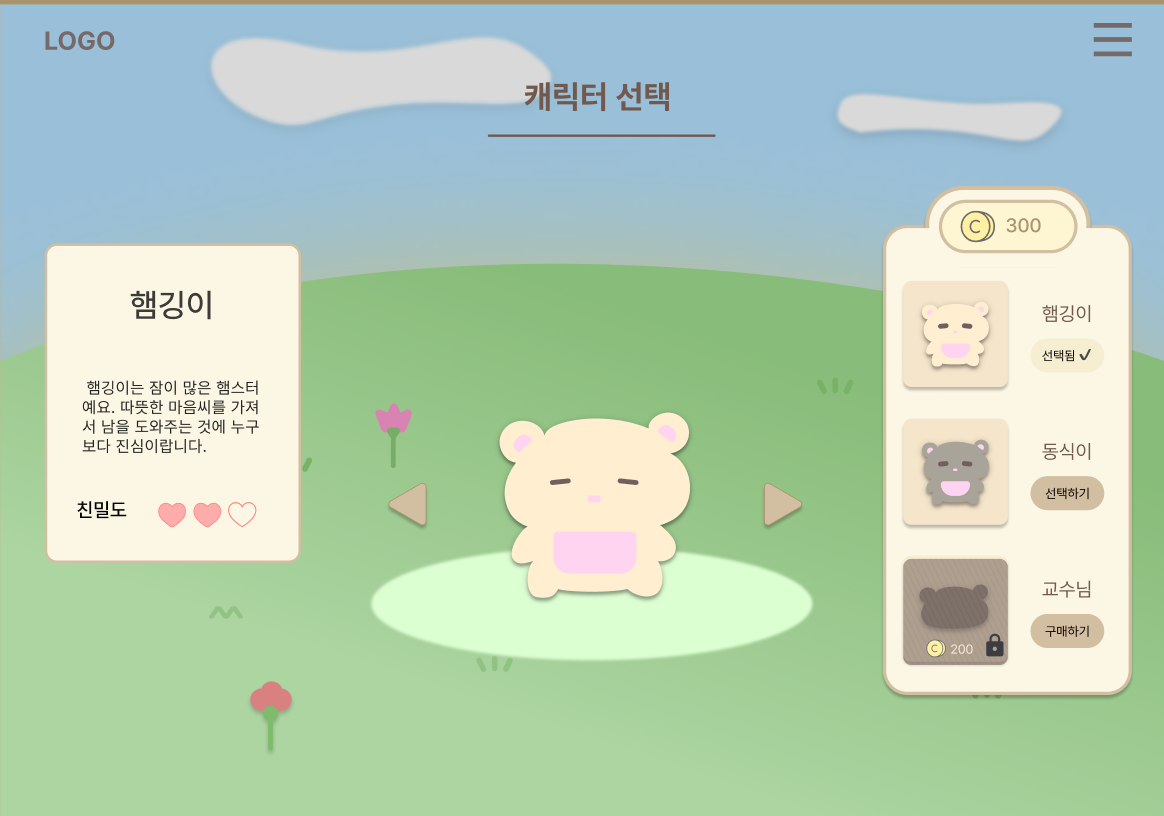 LOGO
캐릭터 선택
햄깅이
햄깅이는 잠이 많은 햄스터
예요. 따뜻한 마음씨를 가져
서 남을 도와주는 것에 누구
보다 진심이랍니다.
친밀도
C 300
햄깅이
선택됨 ✔
동식이
선택하기
교수님
구매하기
C 200